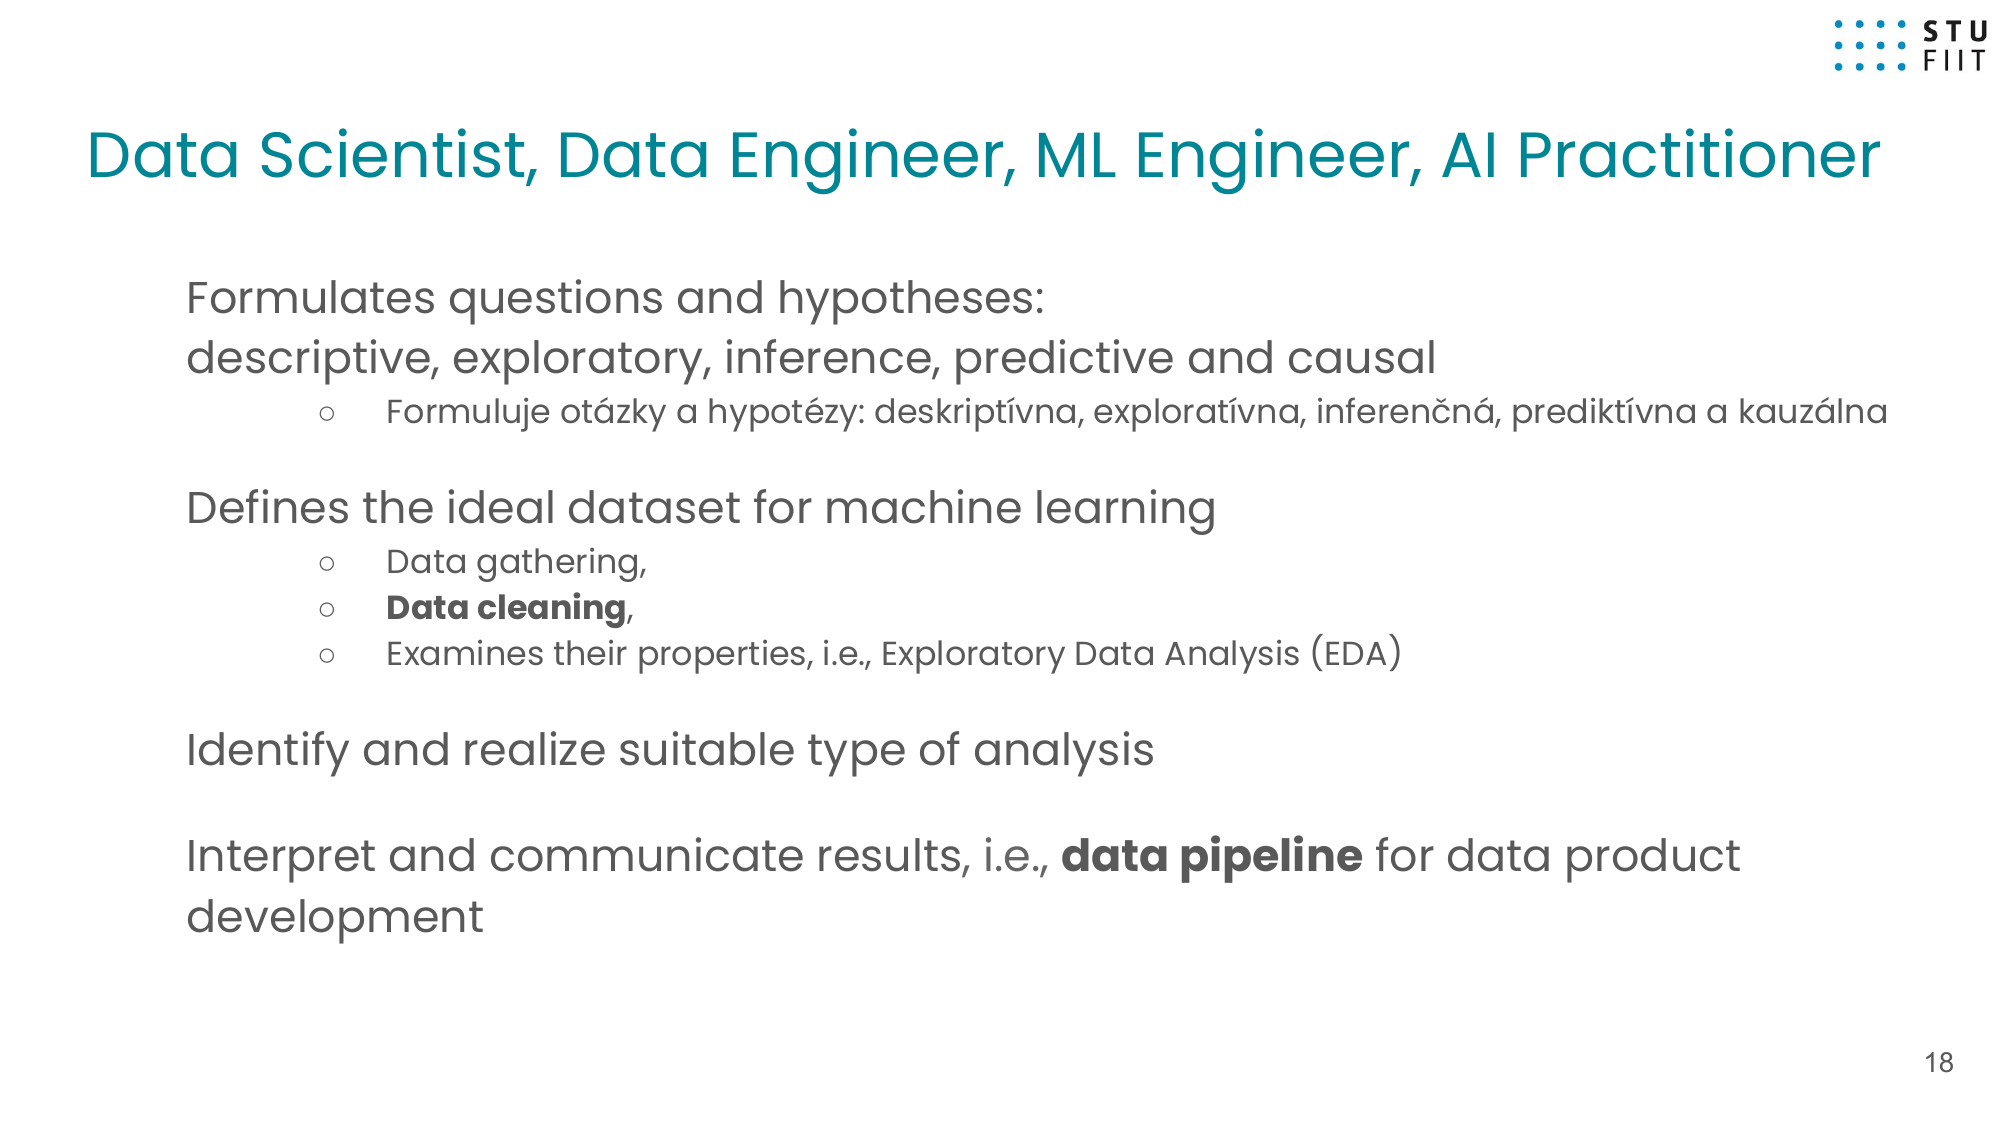 STU
FIIT
Data Scientist, Data Engineer, ML Engineer, AI Practitioner
Formulates questions and hypotheses:
descriptive, exploratory, inference, predictive and causal
○ Formuluje otázky a hypotézy: deskriptívna, exploratívna, inferenčná, prediktívna a kauzálna
Defines the ideal dataset for machine learning
○ Data gathering,
○ Data cleaning,
○ Examines their properties, i.e., Exploratory Data Analysis (EDA)
Identify and realize suitable type of analysis
Interpret and communicate results, i.e., data pipeline for data product
development
18